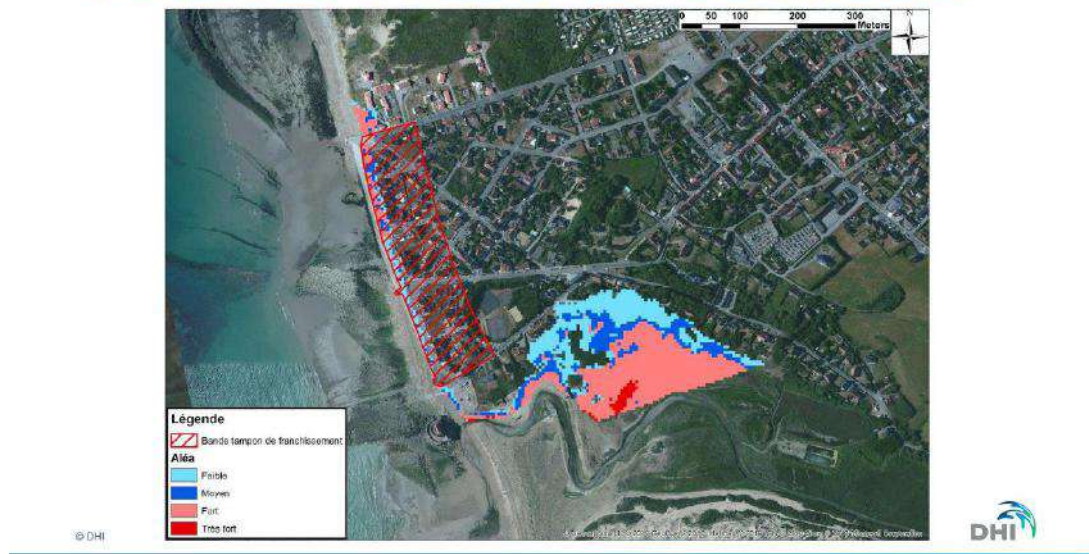 0 50 100 200 300
Meters
N
Légende
Bande tampon de franchissement
Aléa
Faible
Moyen
Fort
Très fort
© DHI
DHI